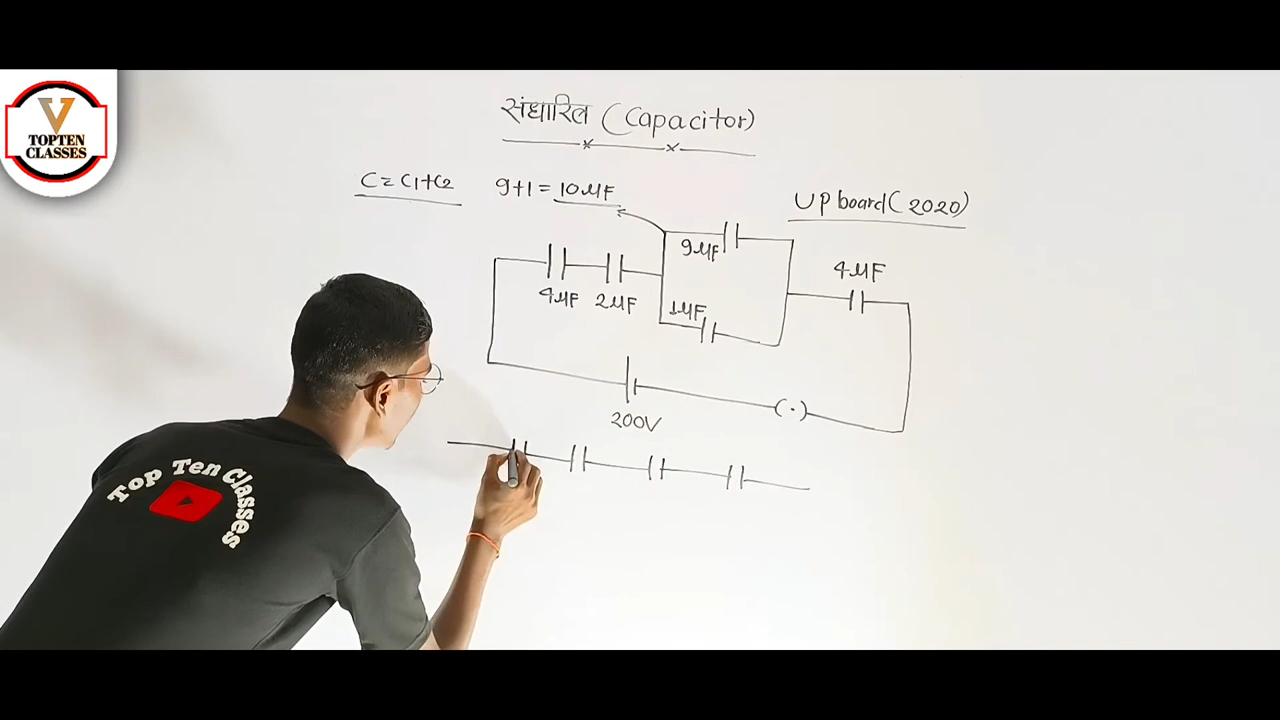 V
TOPTEN
CLASSES
संधारित्र (Capacitor)
C=C1+C2
9+1 = 10μF
UP board (2020)
9μF
4μF
4μF
2μF
1μF
200V
(·)
Top Ten Classes